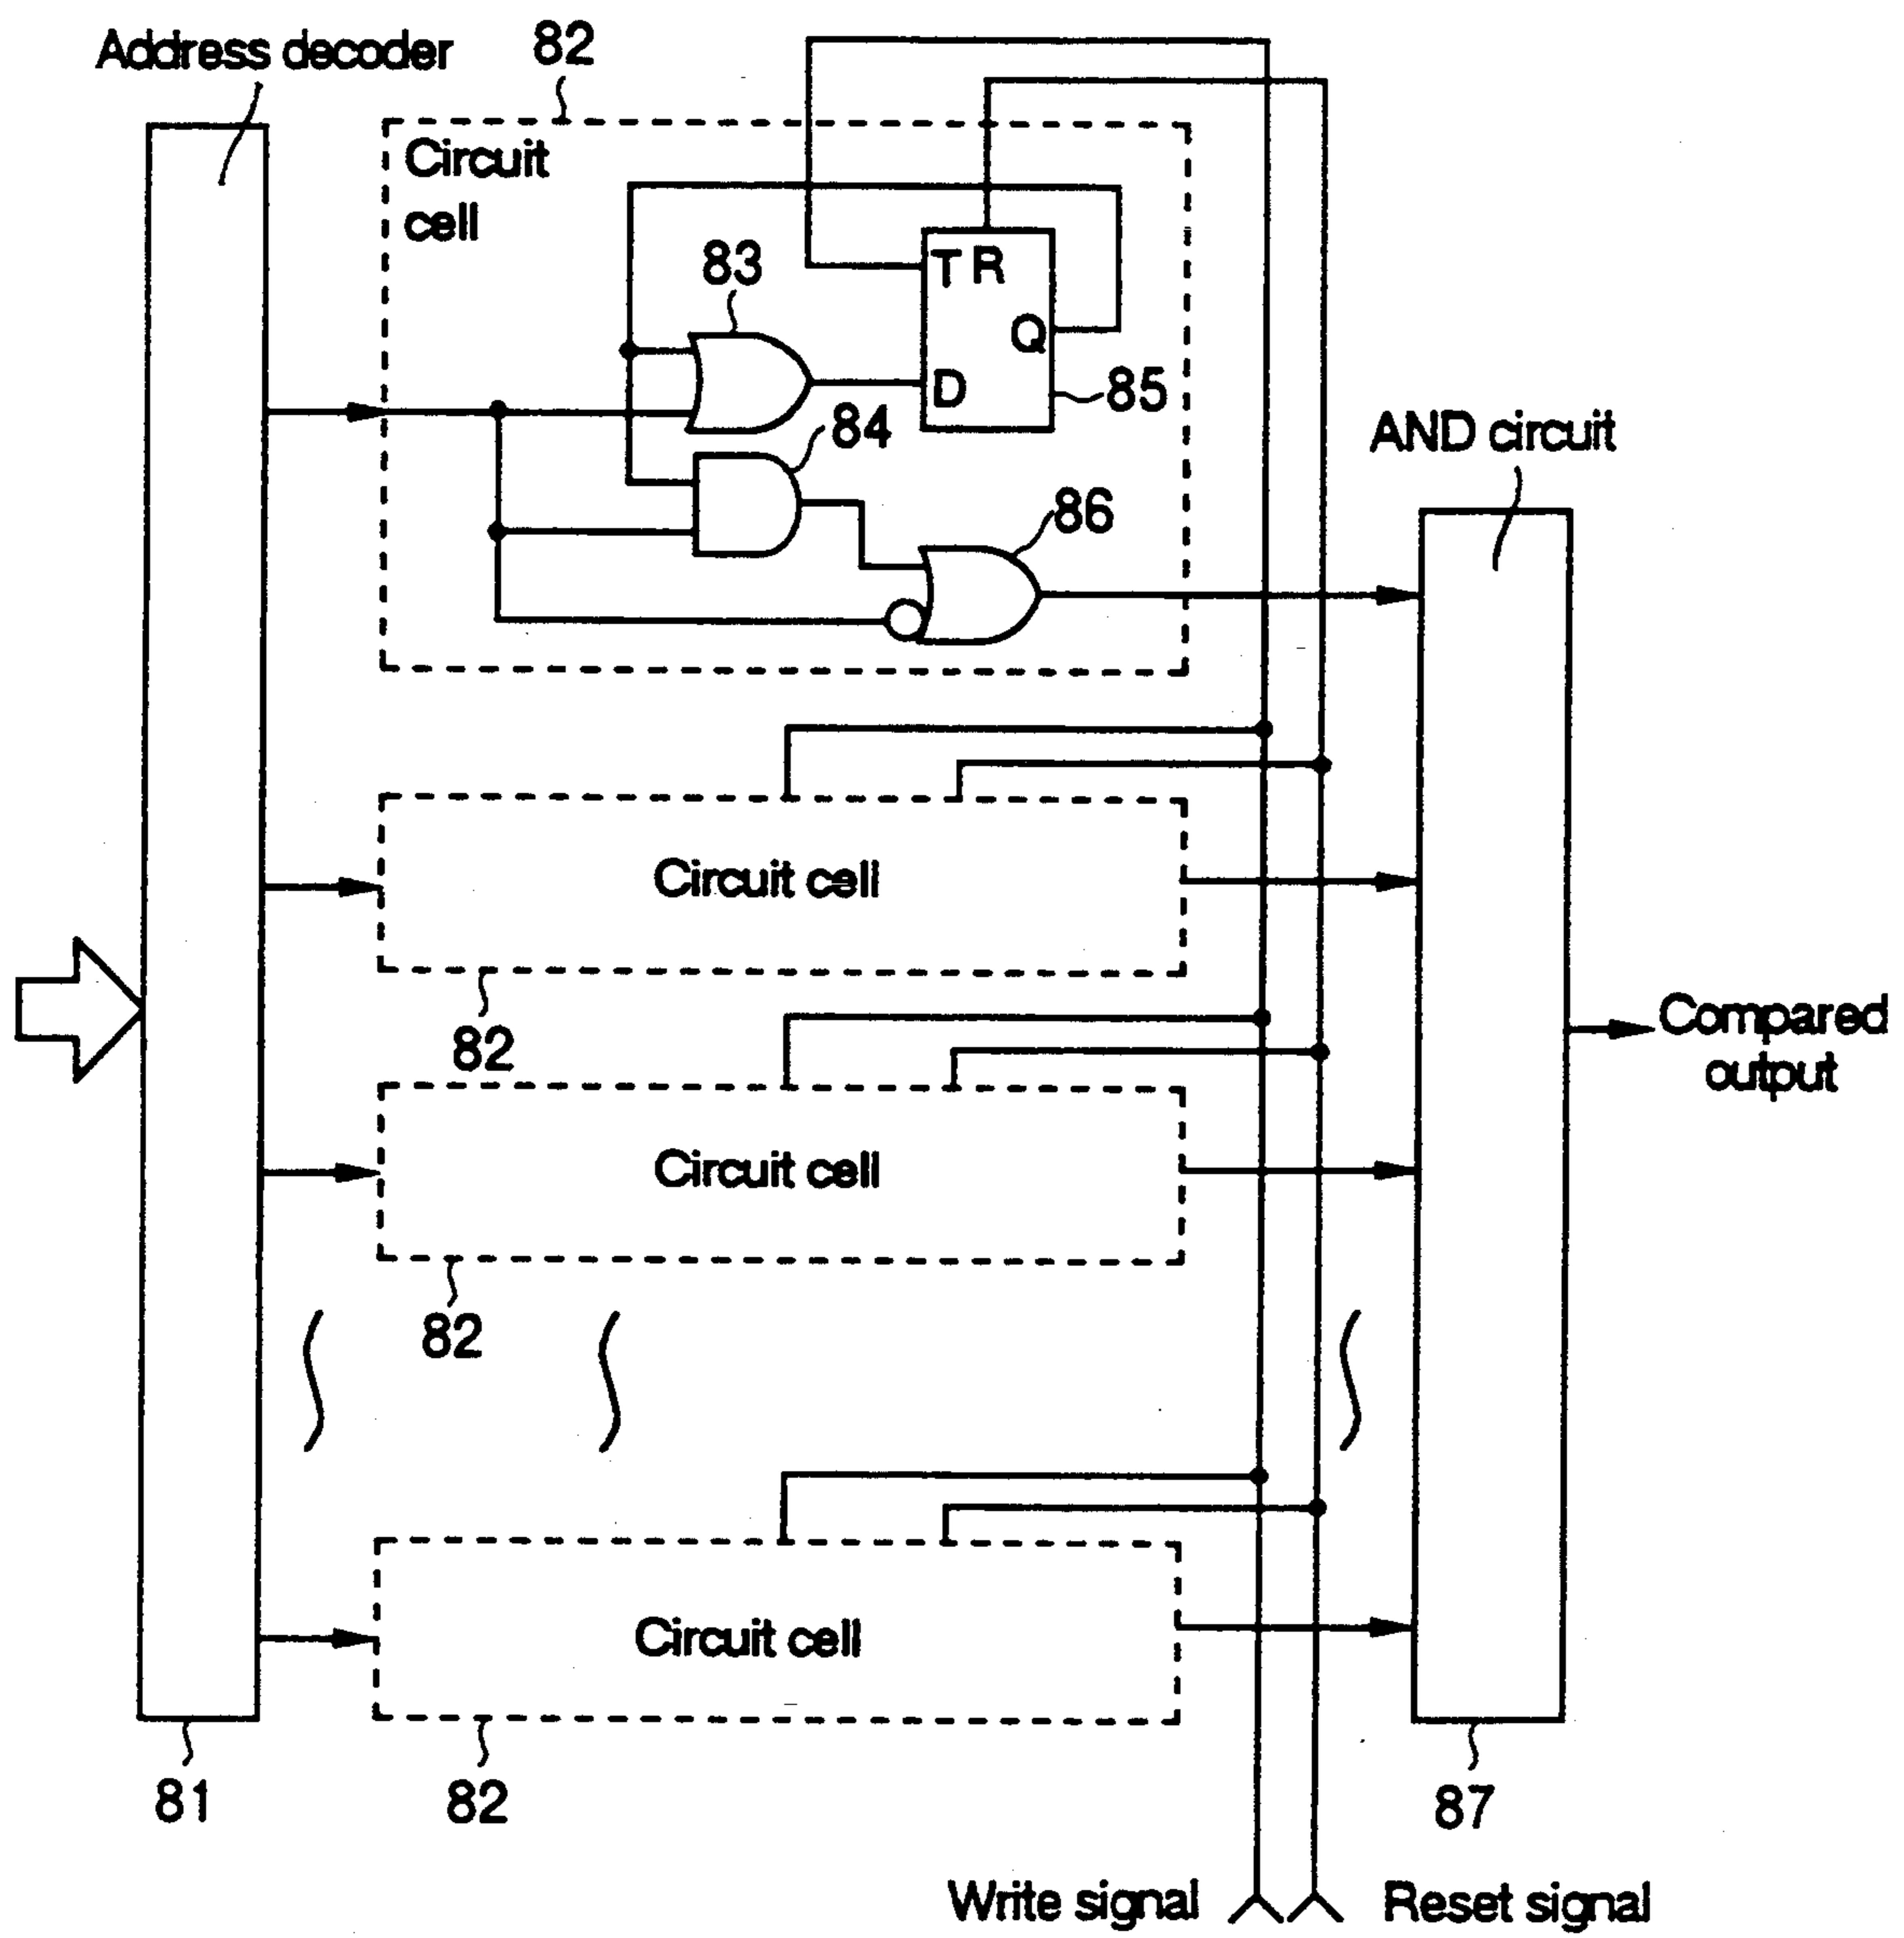 Address decoder
82
Circuit
cell
83
T R
Q
D
85
84
86
AND circuit
Circuit cell
82
Circuit cell
82
Compared
output
Circuit cell
81
82
87
Write signal
Reset signal